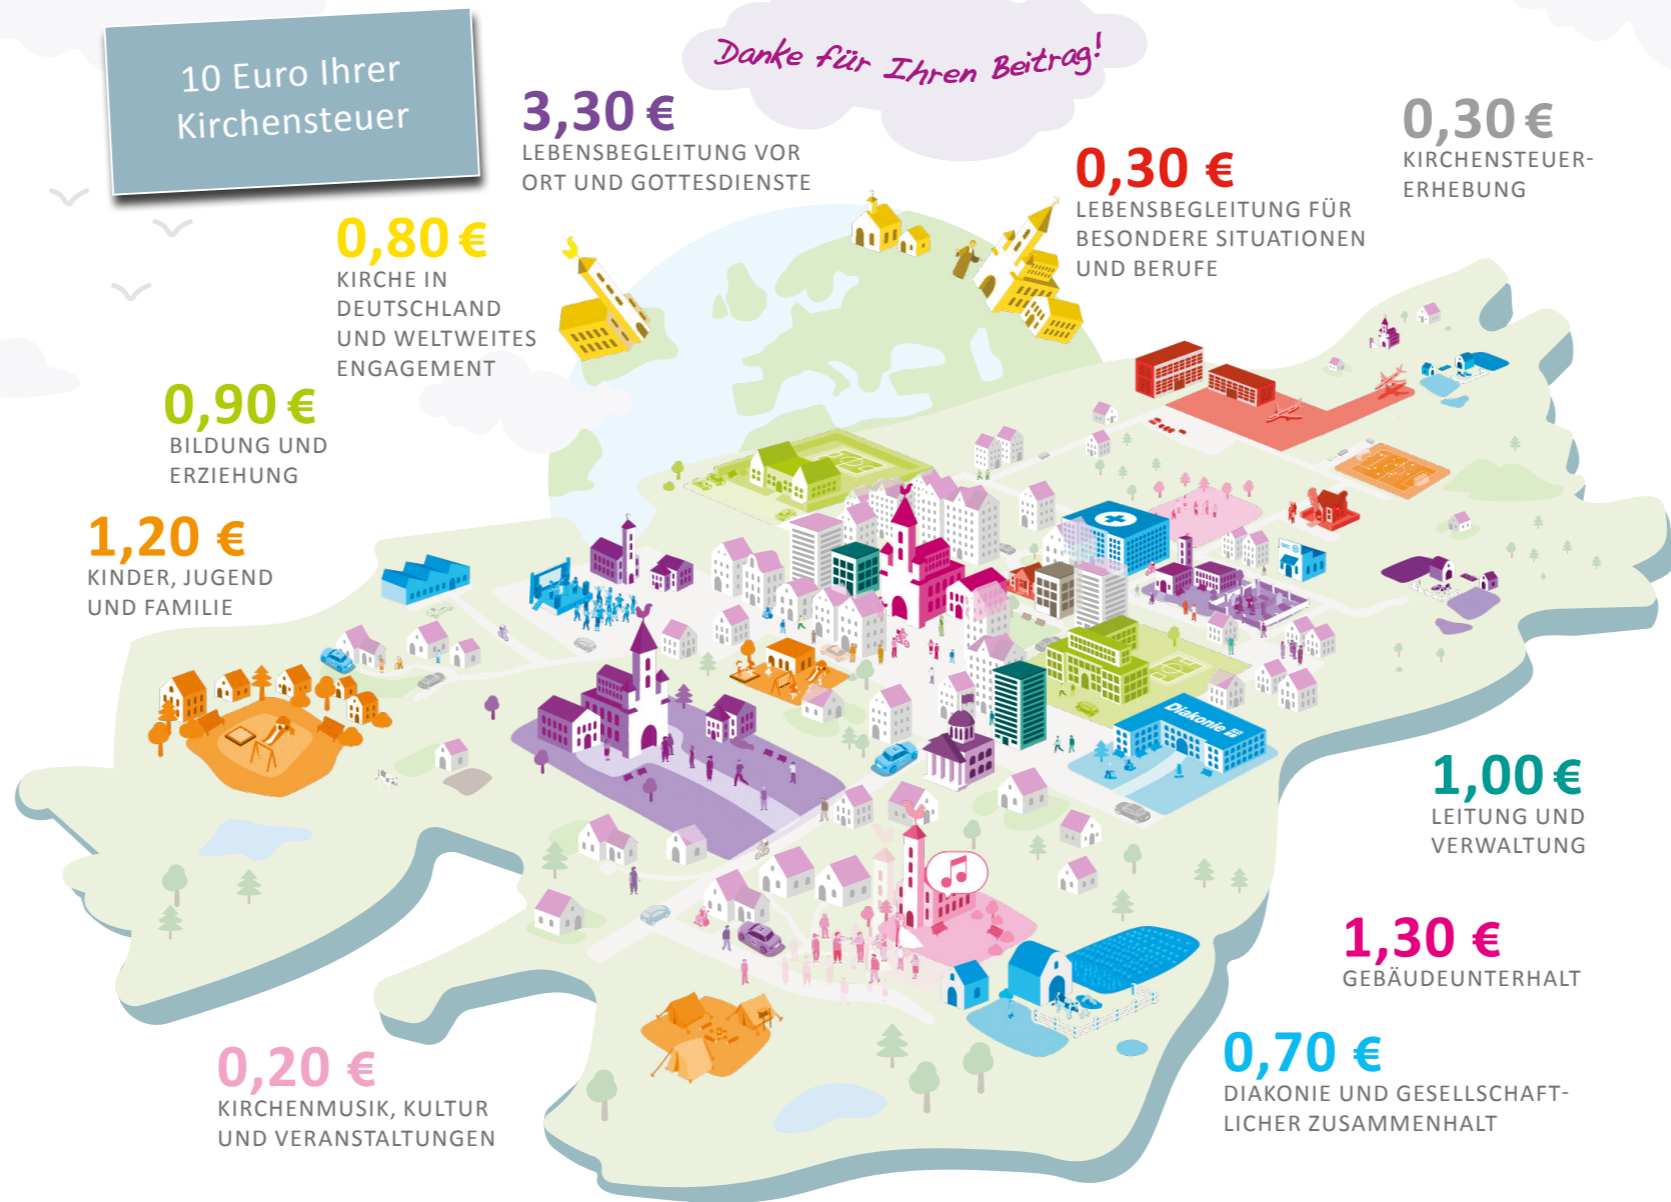 10 Euro Ihrer
Kirchensteuer
Danke für Ihren Beitrag!
3,30 €
LEBENSBEGLEITUNG VOR
ORT UND GOTTESDIENSTE
0,30 €
LEBENSBEGLEITUNG FÜR
BESONDERE SITUATIONEN
UND BERUFE
0,30 €
KIRCHENSTEUER-
ERHEBUNG
0,80 €
KIRCHE IN
DEUTSCHLAND
UND WELTWEITES
ENGAGEMENT
0,90 €
BILDUNG UND
ERZIEHUNG
1,20 €
KINDER, JUGEND
UND FAMILIE
Diakonie
1,00 €
LEITUNG UND
VERWALTUNG
1,30 €
GEBÄUDEUNTERHALT
0,70 €
DIAKONIE UND GESELLSCHAFT-
LICHER ZUSAMMENHALT
0,20 €
KIRCHENMUSIK, KULTUR
UND VERANSTALTUNGEN